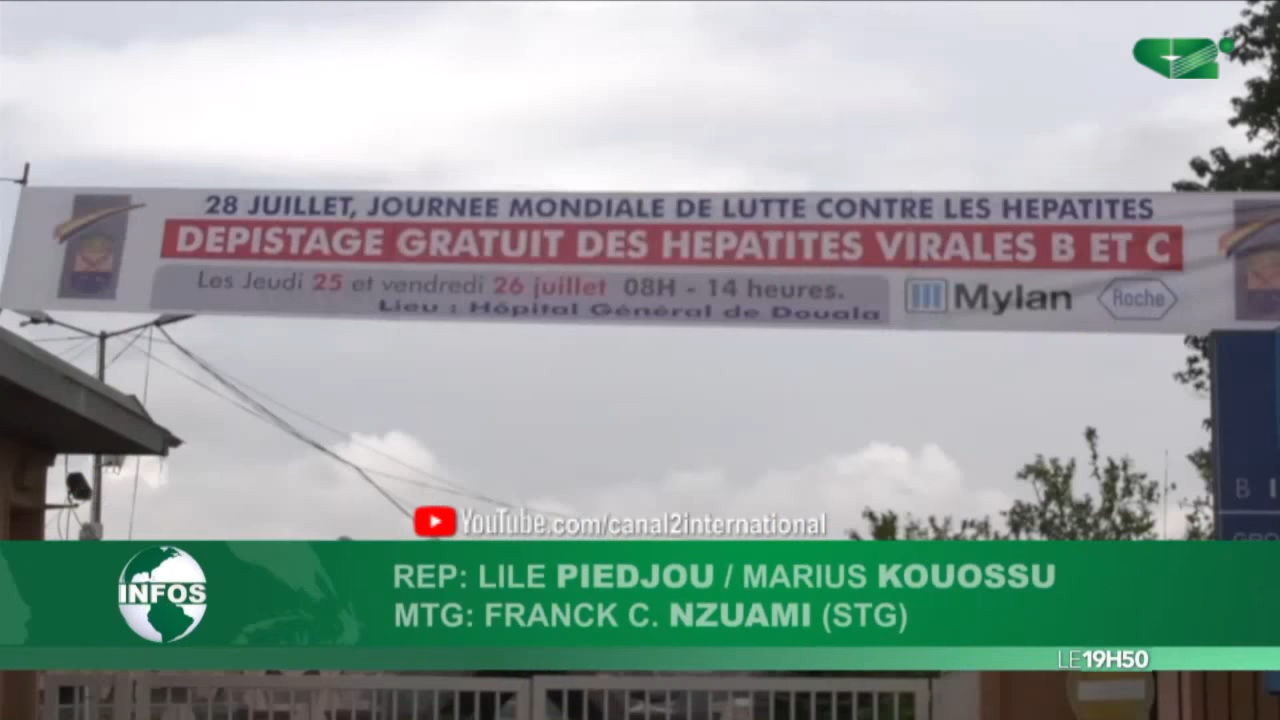 28 JUILLET, JOURNEE MONDIALE DE LUTTE CONTRE LES HEPATITES
DEPISTAGE GRATUIT DES HEPATITES VIRALES B ET C
Les Jeudi 25 et vendredi 26 juillet 08H - 14 heures.
Lieu : Hôpital Général de Douala
Mylan
Roche
YouTube.com/canal2international
INFOS
REP: LILE PIEDJOU / MARIUS KOUOSSU
MTG: FRANCK C. NZUAMI (STG)
LE19H50